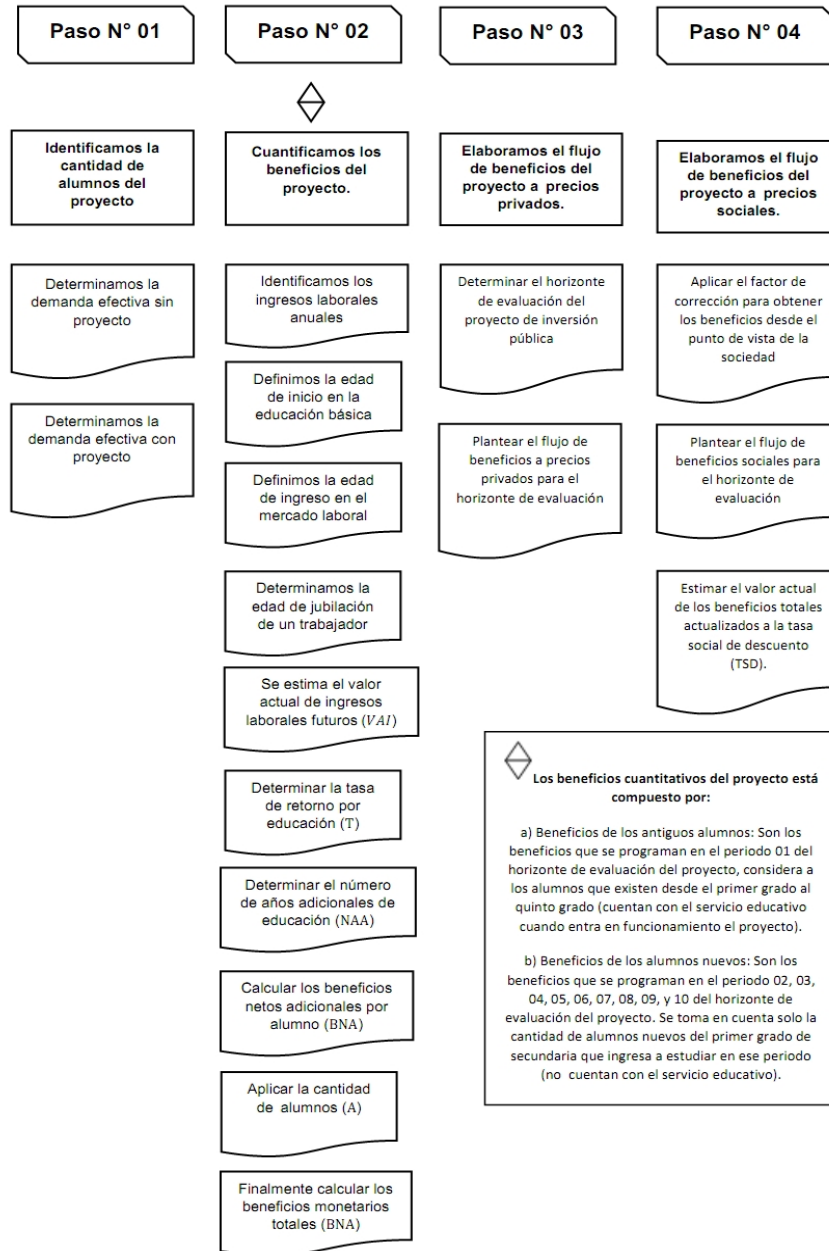 Paso N° 01
Identificamos la
cantidad de
alumnos del
proyecto
Determinamos la
demanda efectiva sin
proyecto
Determinamos la
demanda efectiva con
proyecto
Paso N° 02
Cuantificamos los
beneficios del
proyecto.
Identificamos los
ingresos laborales
anuales
Definimos la edad
de inicio en la
educación básica
Definimos la edad
de ingreso en el
mercado laboral
Determinamos la
edad de jubilación
de un trabajador
Se estima el valor
actual de ingresos
laborales futuros (VAI)
Determinar la tasa
de retorno por
educación (T)
Determinar el número
de años adicionales de
educación (NAA)
Calcular los beneficios
netos adicionales por
alumno (BNA)
Aplicar la cantidad
de alumnos (A)
Finalmente calcular los
beneficios monetarios
totales (BNA)
Paso N° 03
Elaboramos el flujo
de beneficios del
proyecto a precios
privados.
Determinar el horizonte
de evaluación del
proyecto de inversión
pública
Plantear el flujo de
beneficios a precios
privados para el
horizonte de evaluación
Paso N° 04
Elaboramos el flujo
de beneficios del
proyecto a precios
sociales.
Aplicar el factor de
corrección para obtener
los beneficios desde el
punto de vista de la
sociedad
Plantear el flujo de
beneficios sociales para
el horizonte de
evaluación
Estimar el valor actual
de los beneficios totales
actualizados a la tasa
social de descuento
(TSD).
Los beneficios cuantitativos del proyecto está
compuesto por:
a) Beneficios de los antiguos alumnos: Son los
beneficios que se programan en el periodo 01 del
horizonte de evaluación del proyecto, considera a
los alumnos que existen desde el primer grado al
quinto grado (cuentan con el servicio educativo
cuando entra en funcionamiento el proyecto).
b) Beneficios de los alumnos nuevos: Son los
beneficios que se programan en el periodo 02, 03,
04, 05, 06, 07, 08, 09, y 10 del horizonte de
evaluación del proyecto. Se toma en cuenta solo la
cantidad de alumnos nuevos del primer grado de
secundaria que ingresa a estudiar en ese periodo
(no cuentan con el servicio educativo).